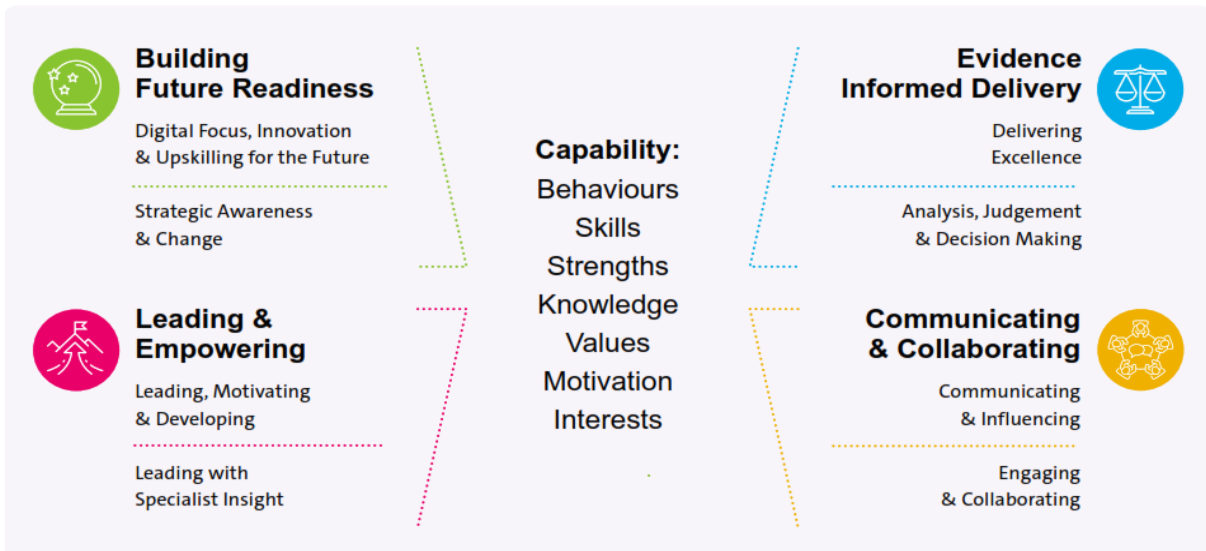 Building
Future Readiness
Digital Focus, Innovation
& Upskilling for the Future
Strategic Awareness
& Change
Leading &
Empowering
Leading, Motivating
& Developing
Leading with
Specialist Insight
Capability:
Behaviours
Skills
Strengths
Knowledge
Values
Motivation
Interests
Evidence
Informed Delivery
Delivering
Excellence
Analysis, Judgement
& Decision Making
Communicating
& Collaborating
Communicating
& Influencing
Engaging
& Collaborating